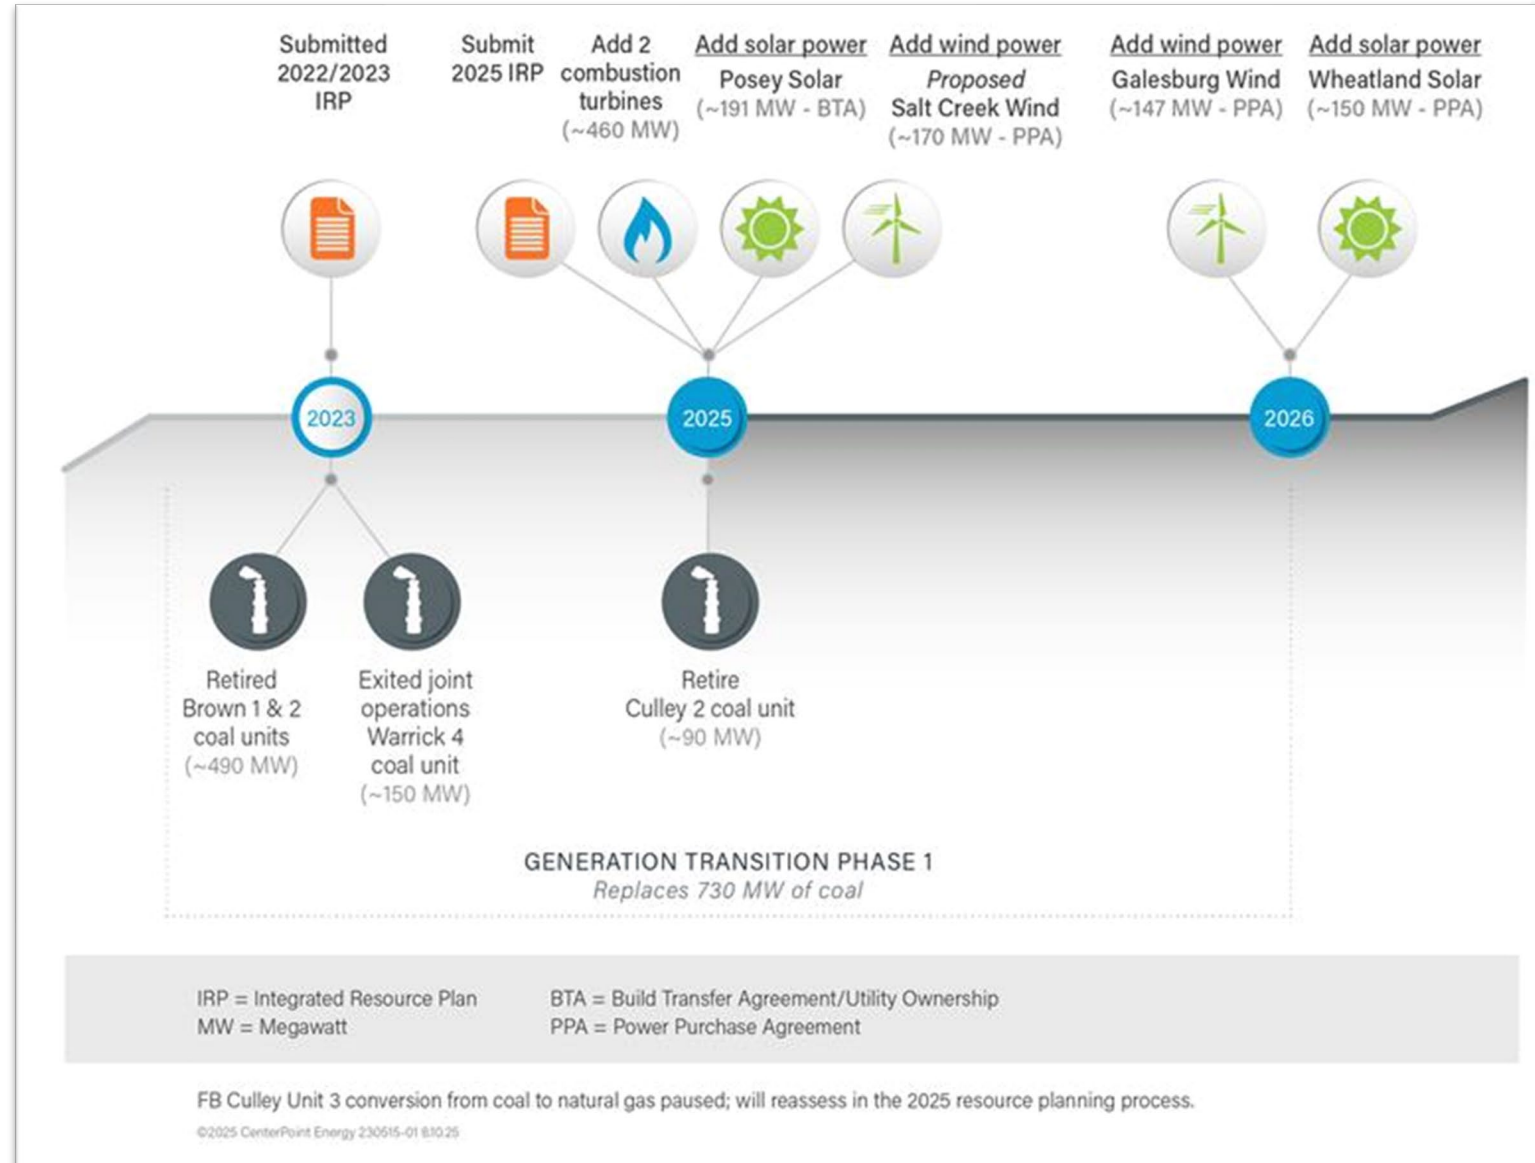 Submitted
2022/2023
IRP
Submit
2025 IRP
Add 2
combustion
turbines
(~460 MW)
Add solar power
Posey Solar
(~191 MW - BTA)
Add wind power
Proposed
Salt Creek Wind
(~170 MW - PPA)
Add wind power
Galesburg Wind
(~147 MW - PPA)
Add solar power
Wheatland Solar
(~150 MW - PPA)
2023
2025
2026
Retired
Brown 1 & 2
coal units
(~490 MW)
Exited joint
operations
Warrick 4
coal unit
(~150 MW)
Retire
Culley 2 coal unit
(~90 MW)
GENERATION TRANSITION PHASE 1
Replaces 730 MW of coal
IRP = Integrated Resource Plan
MW = Megawatt
BTA = Build Transfer Agreement/Utility Ownership
PPA = Power Purchase Agreement
FB Culley Unit 3 conversion from coal to natural gas paused; will reassess in the 2025 resource planning process.
©2025 CenterPoint Energy 230515-01 8.10.25